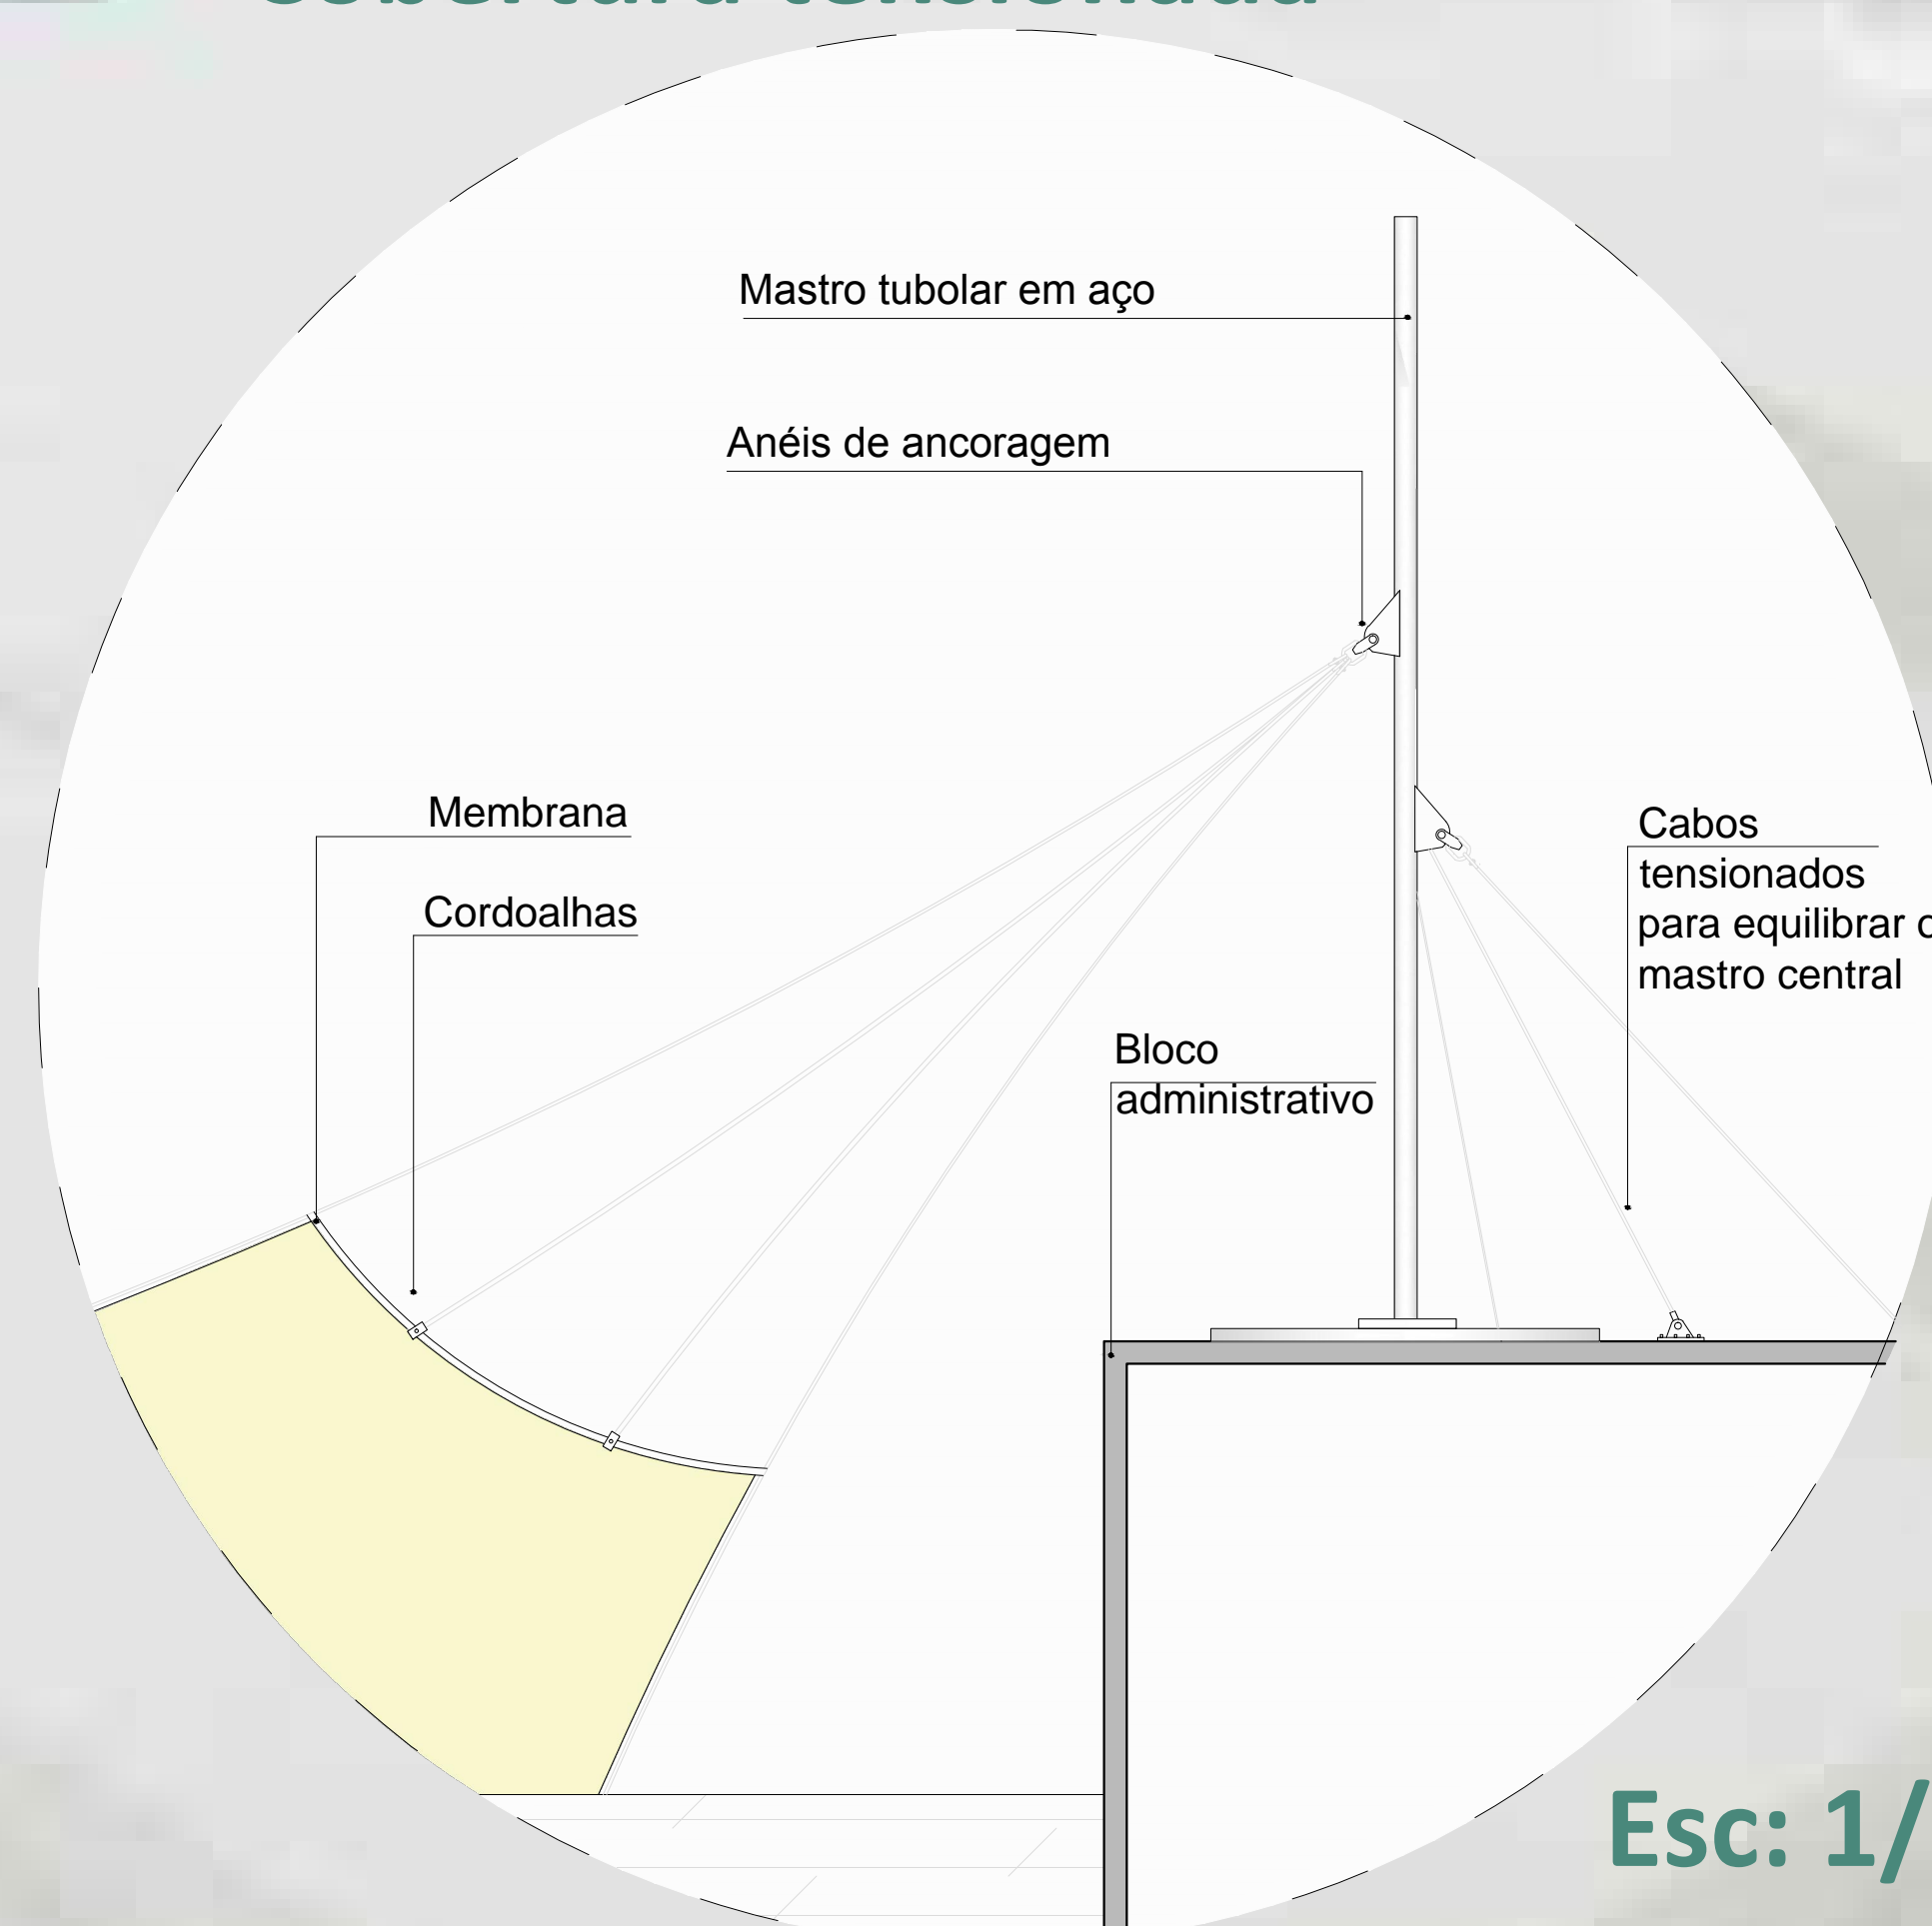 Mastro tubolar em aço
Anéis de ancoragem
Membrana
Cordoalhas
Cabos
tensionados
para equilibrar
mastro central
Bloco
administrativo
Esc: 1/